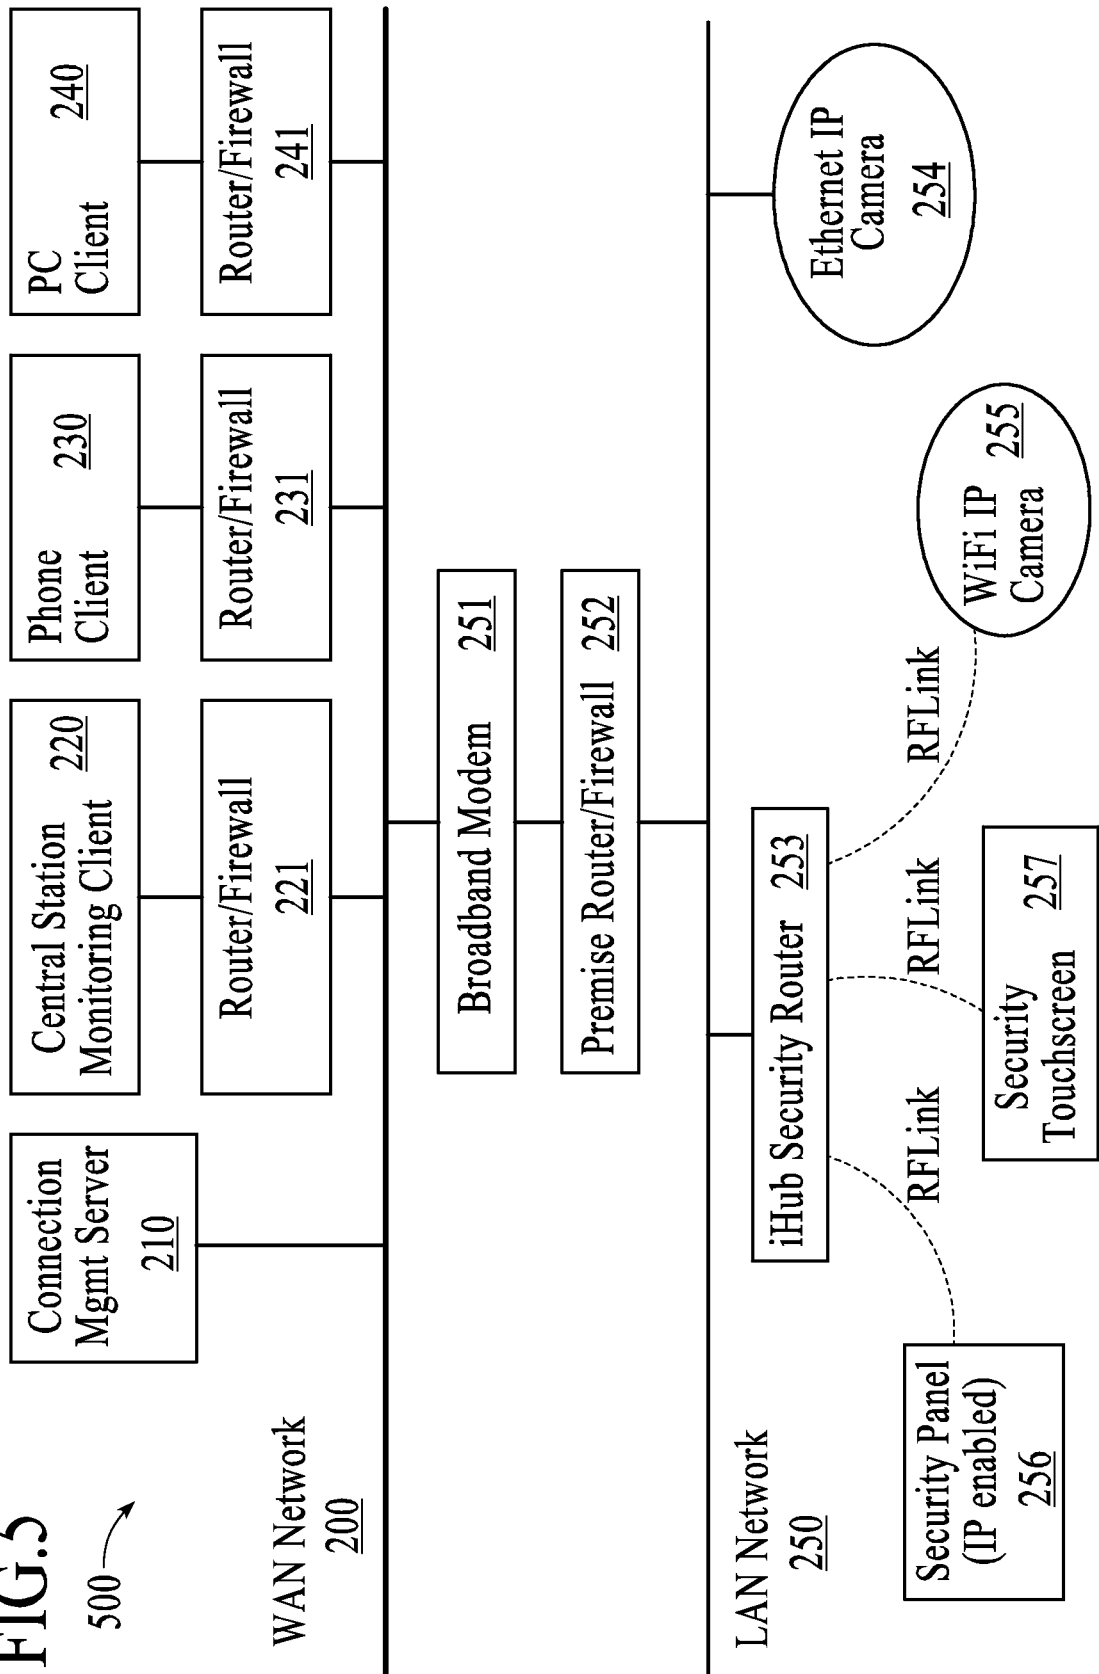 FIG.5
500
Connection
Mgmt Server
210
Central Station
Monitoring Client
220
Phone
Client
230
PC
Client
240
Router/Firewall
221
Router/Firewall
231
Router/Firewall
241
WAN Network
200
Broadband Modem 251
Premise Router/Firewall 252
LAN Network
250
iHub Security Router 253
Ethernet IP
Camera
254
RFLink
RFLink
RFLink
Security Panel
(IP enabled)
256
Security
Touchscreen
257
WiFi IP
Camera
255